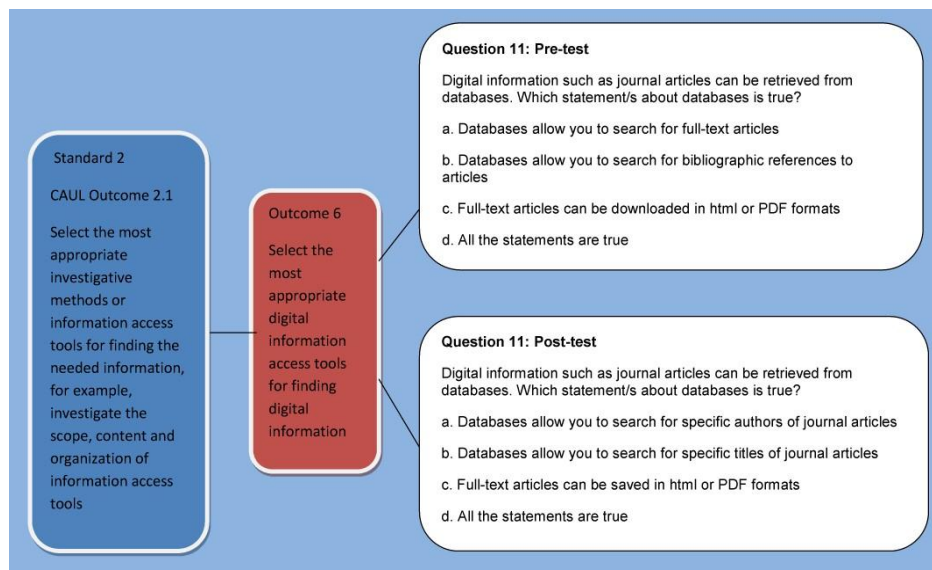 Standard 2
CAUL Outcome 2.1
Select the most
appropriate
investigative
methods or
information access
tools for finding the
needed information,
for example,
investigate the
scope, content and
organization of
information access
tools
Outcome 6
Select the
most
appropriate
digital
information
access tools
for finding
digital
information
Question 11: Pre-test
Digital information such as journal articles can be retrieved from
databases. Which statement/s about databases is true?
a. Databases allow you to search for full-text articles
b. Databases allow you to search for bibliographic references to
articles
c. Full-text articles can be downloaded in html or PDF formats
d. All the statements are true
Question 11: Post-test
Digital information such as journal articles can be retrieved from
databases. Which statement/s about databases is true?
a. Databases allow you to search for specific authors of journal articles
b. Databases allow you to search for specific titles of journal articles
c. Full-text articles can be saved in html or PDF formats
d. All the statements are true